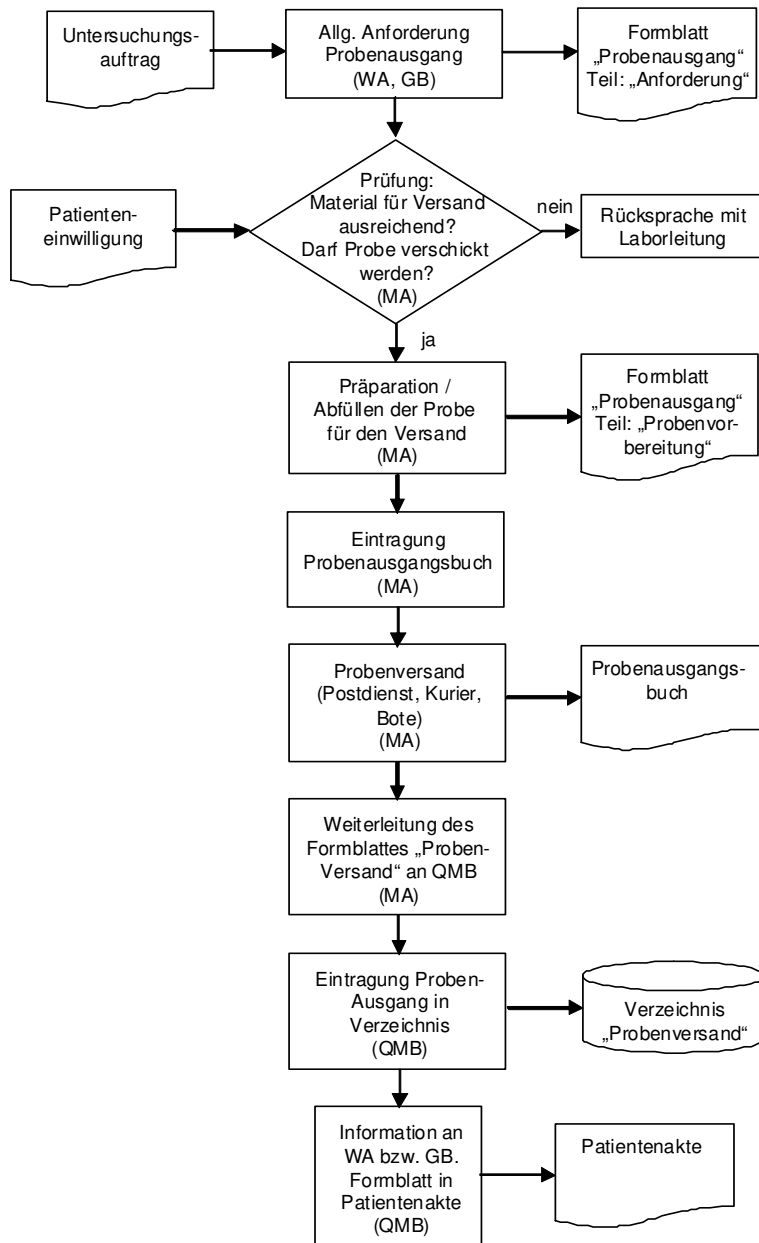 Untersuchungs-
auftrag
Allg. Anforderung
Probenausgang
(WA, GB)
Formblatt
„Probenausgang“
Teil: „Anforderung“
Patienten-
einwilligung
Prüfung:
Material für Versand
ausreichend?
Darf Probe verschickt
werden?
(MA)
nein
Rücksprache mit
Laborleitung
ja
Präparation /
Abfüllen der Probe
für den Versand
(MA)
Formblatt
„Probenausgang“
Teil: „Probenvor-
bereitung“
Eintragung
Probenausgangsbuch
(MA)
Probenversand
(Postdienst, Kurier,
Bote)
(MA)
Probenausgangs-
buch
Weiterleitung des
Formblattes „Proben-
Versand“ an QMB
(MA)
Eintragung Proben-
Ausgang in
Verzeichnis
(QMB)
Verzeichnis
„Probenversand“
Information an
WA bzw. GB.
Formblatt in
Patientenakte
(QMB)
Patientenakte